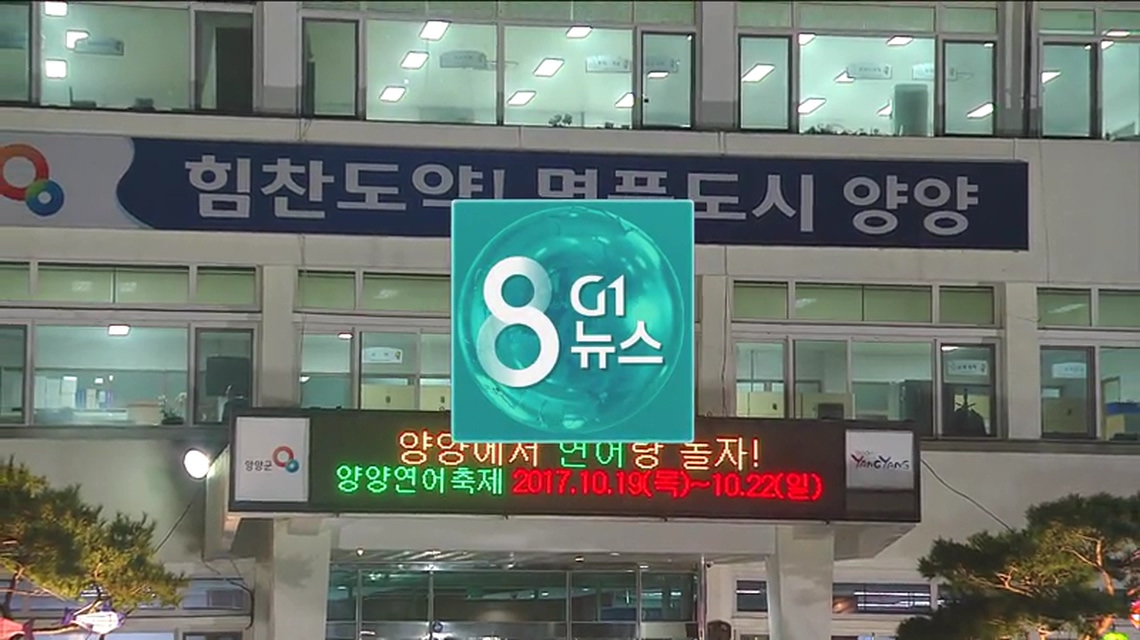 힘찬도약! 명품도시 양양
8 G1
뉴스
양양에서 연어랑 놀자!
양양군
양양연어축제 2017.10.19(목)~10.22(일)
YANGYANG